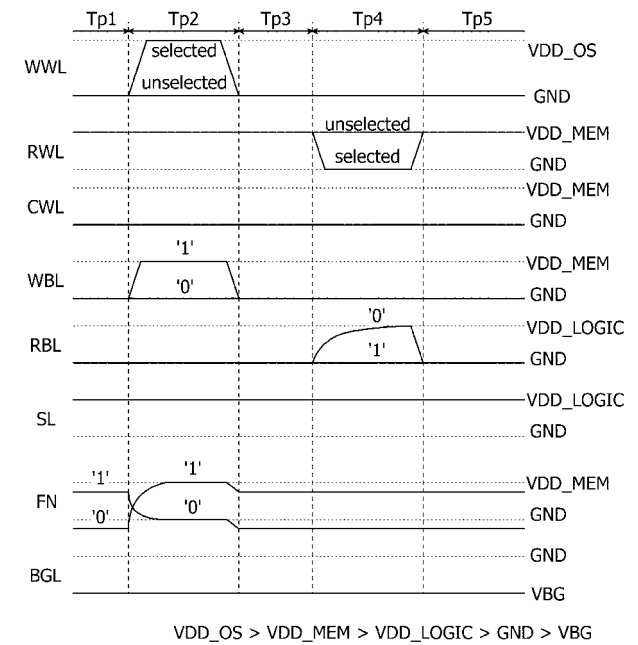 Tp1 Tp2 Tp3 Tp4 Tp5
selected VDD_OS
WWL
unselected
GND
unselected VDD_MEM
RWL
selected GND
VDD_MEM
CWL
GND
'1' VDD_MEM
WBL
'0' GND
'0' VDD_LOGIC
RBL
'1' GND
VDD_LOGIC
SL
GND
'1' '1' VDD_MEM
FN
'0' '0' GND
GND
BGL
VBG
VDD_OS > VDD_MEM > VDD_LOGIC > GND > VBG